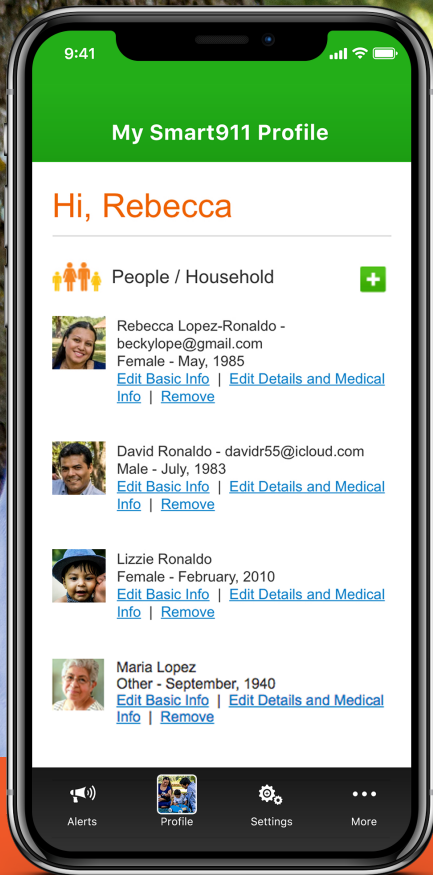 9:41
My Smart911 Profile
Hi, Rebecca
People / Household
Rebecca Lopez-Ronaldo -
beckylope@gmail.com
Female - May, 1985
Edit Basic Info | Edit Details and Medical
Info | Remove
David Ronaldo - davidr55@icloud.com
Male - July, 1983
Edit Basic Info | Edit Details and Medical
Info | Remove
Lizzie Ronaldo
Female - February, 2010
Edit Basic Info | Edit Details and Medical
Info | Remove
Maria Lopez
Other - September, 1940
Edit Basic Info | Edit Details and Medical
Info | Remove
Alerts Profile Settings More